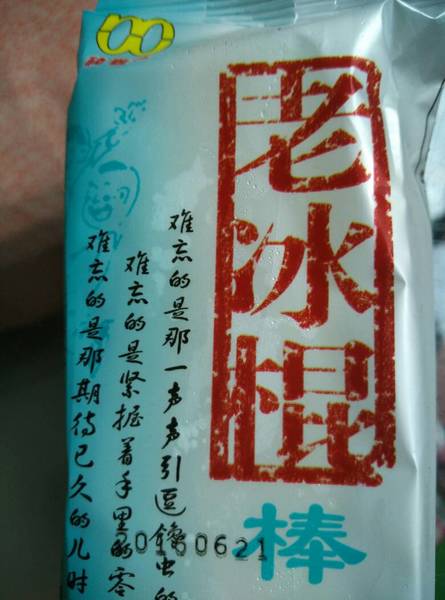 老冰棍
棒
难忘的是那一声声引逗馋虫的
难忘的是紧握着手里的零
难忘的是那期待已久的儿时
20160621